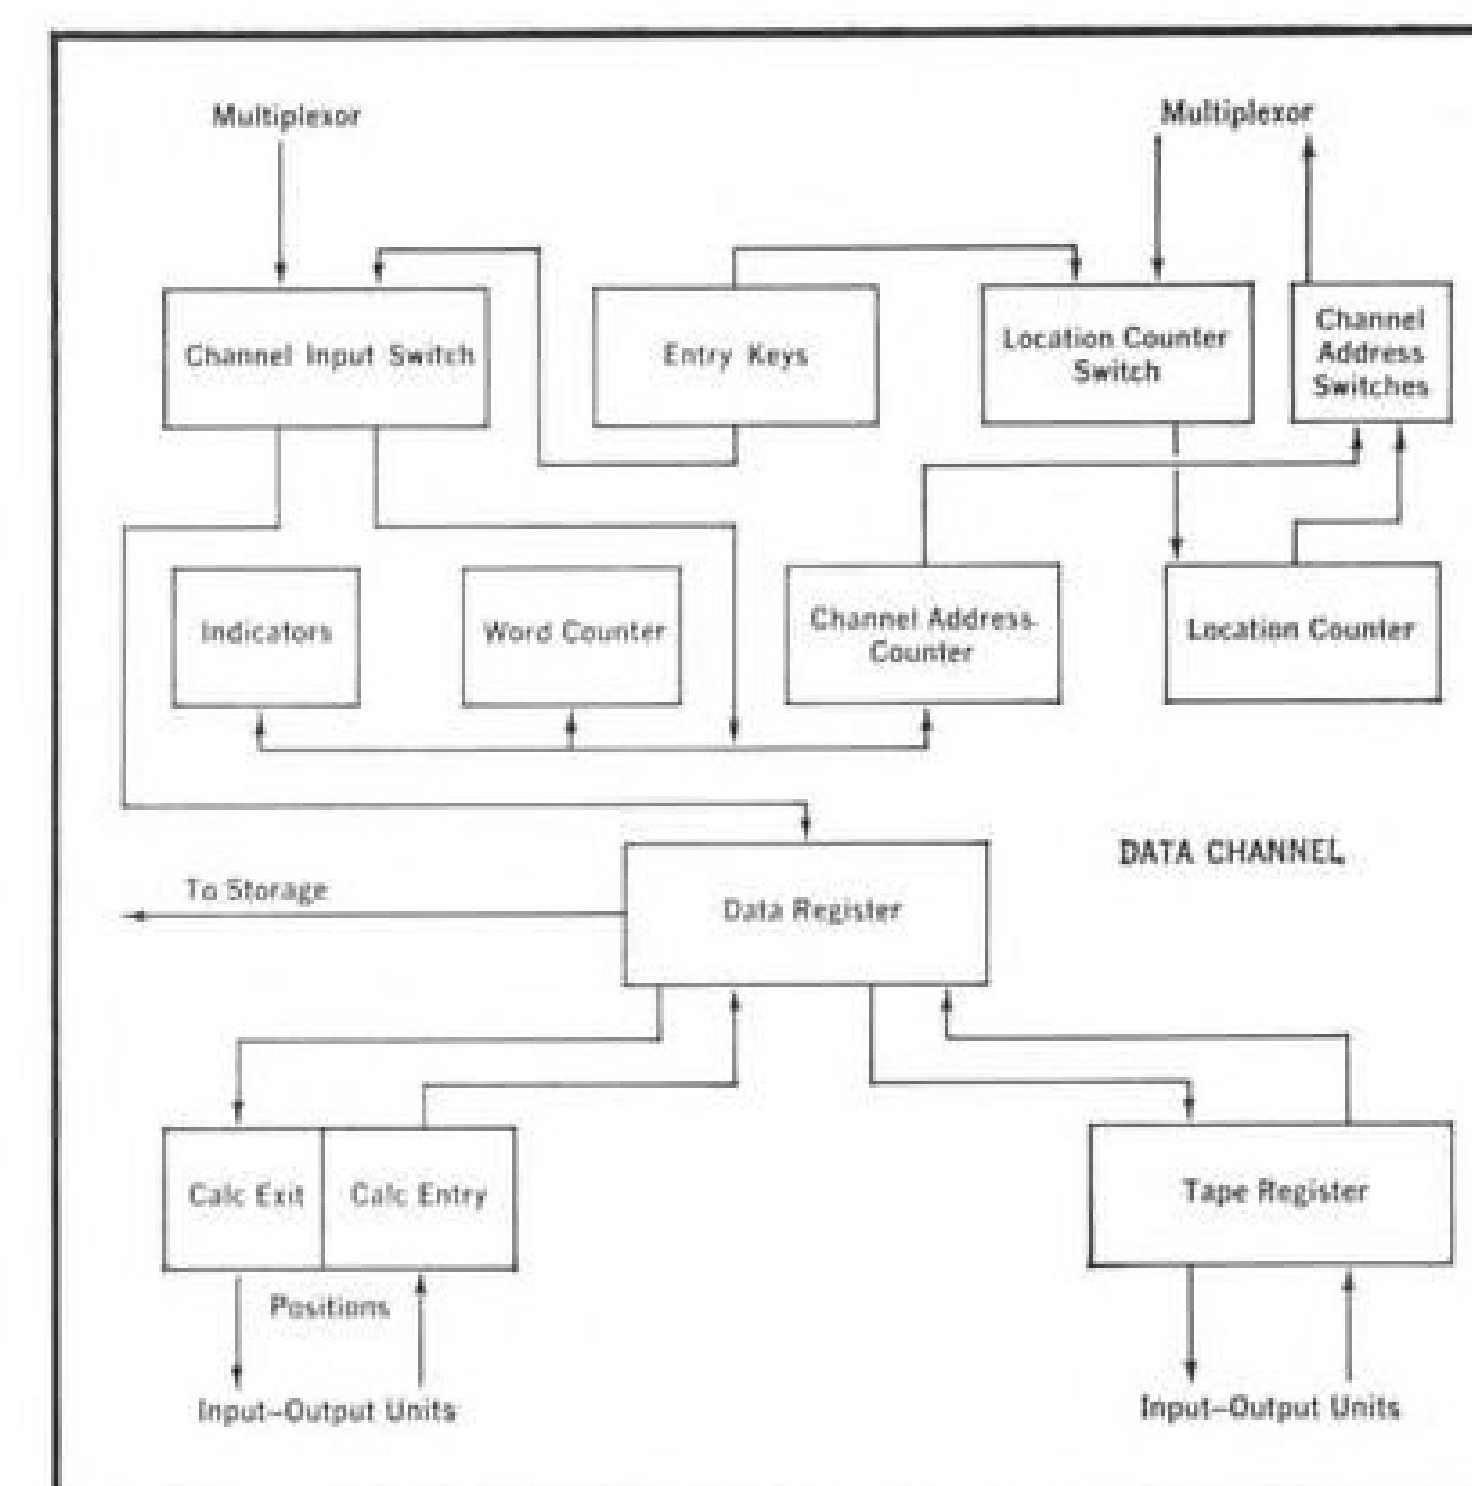 Multiplexor
Multiplexor
Channel Input Switch
Entry Keys
Location Counter
Switch
Channel
Address
Switches
Indicators
Word Counter
Channel Address
Counter
Location Counter
DATA CHANNEL
To Storage
Data Register
Calc Exit
Calc Entry
Tape Register
Positions
Input-Output Units
Input-Output Units